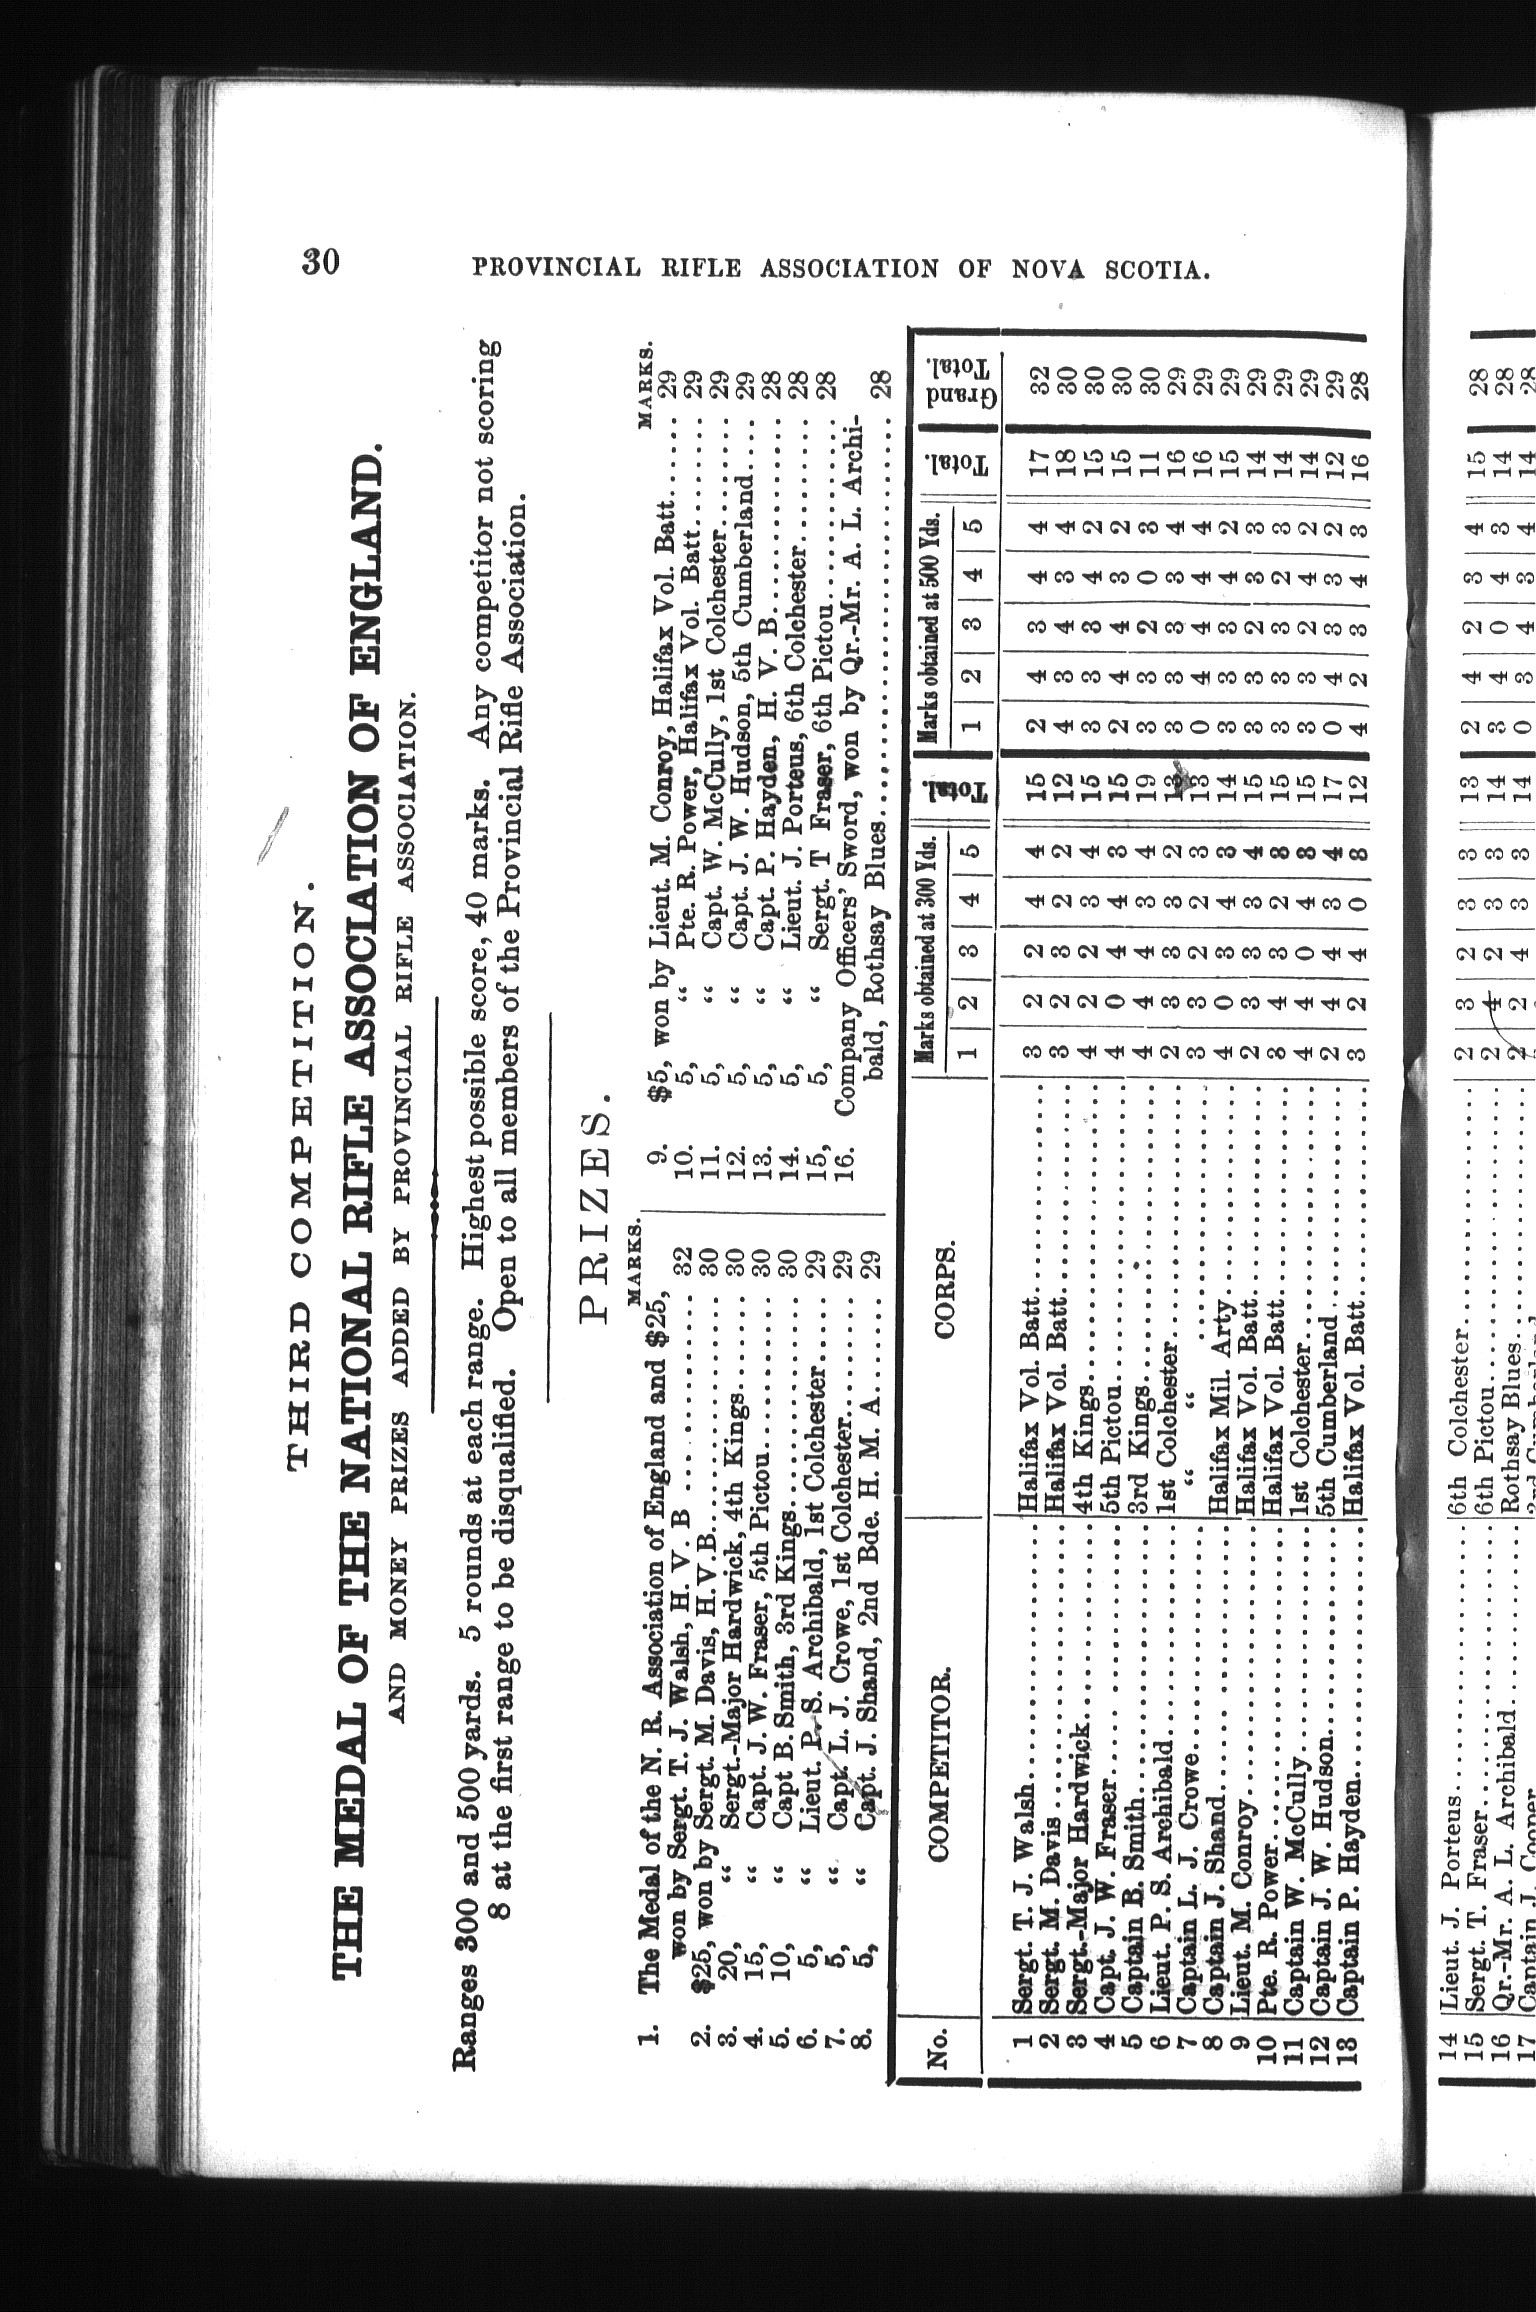 30
PROVINCIAL RIFLE ASSOCIATION OF NOVA SCOTIA.
THIRD COMPETITION.
THE MEDAL OF THE NATIONAL RIFLE ASSOCIATION OF ENGLAND.
AND MONEY PRIZES ADDED BY PROVINCIAL RIFLE ASSOCIATION.
Ranges 300 and 500 yards. 5 rounds at each range. Highest possible score, 40 marks. Any competitor not scoring
8 at the first range to be disqualified. Open to all members of the Provincial Rifle Association.
PRIZES.
MARKS.
1. The Medal of the N. R. Association of England and $25,
won by Sergt. T. J. Walsh, H. V. B .......... 32
2. $25, won by Sergt. M. Davis, H.V.B.......... 30
3. 20, “ Sergt.-Major Hardwick, 4th Kings...... 30
4. 15, “ Capt. J. W. Fraser, 5th Pictou.......... 30
5. 10, “ Capt B. Smith, 3rd Kings.......... 30
6. 5, “ Lieut. P. S. Archibald, 1st Colchester..... 29
7. 5, “ Capt. L. J. Crowe, 1st Colchester........ 29
8. 5, “ Capt. J. Shand, 2nd Bde. H. M. A....... 29
MARKS.
9. $5, won by Lieut. M. Conroy, Halifax Vol. Batt...... 29
10. 5, “ Pte. R. Power, Halifax Vol. Batt........ 29
11. 5, “ Capt. W. McCully, 1st Colchester........ 29
12. 5, “ Capt. J. W. Hudson, 5th Cumberland.... 29
13. 5, “ Capt. P. Hayden, H. V. B............. 28
14. 5, “ Lieut. J. Porteus, 6th Colchester......... 28
15, 5, “ Sergt. T Fraser, 6th Pictou............ 28
16. Company Officers’ Sword, won by Qr.-Mr. A. L. Archi-
bald, Rothsay Blues.............................. 28
No. COMPETITOR. CORPS. Marks obtained at 300 Yds. Total. Marks obtained at 500 Yds. Total. Grand Total.
1 2 3 4 5 1 2 3 4 5
1 Sergt. T. J. Walsh.......... Halifax Vol. Batt.......... 3 2 2 4 4 15 2 4 3 4 4 17 32
2 Sergt. M. Davis .......... Halifax Vol. Batt.......... 3 2 3 2 2 12 4 3 4 3 4 18 30
3 Sergt.-Major Hardwick.......... 4th Kings.......... 4 2 2 3 4 15 3 3 3 4 2 15 30
4 Capt. J. W. Fraser.......... 5th Pictou.......... 4 0 4 4 3 15 2 4 4 3 2 15 30
5 Captain B. Smith.......... 3rd Kings.......... 4 4 4 3 4 19 3 3 2 0 3 11 30
6 Lieut. P. S. Archibald.......... 1st Colchester.......... 2 3 3 3 2 13 3 3 3 3 4 16 29
7 Captain L. J. Crowe.......... “ “ .......... 3 3 2 2 3 13 0 4 4 4 4 16 29
8 Captain J. Shand.......... Halifax Mil. Arty.......... 4 0 3 4 3 14 3 3 3 4 2 15 29
9 Lieut. M. Conroy.......... Halifax Vol. Batt.......... 2 3 3 3 4 15 3 3 2 3 3 14 29
10 Pte. R. Power.......... Halifax Vol. Batt.......... 3 4 3 2 3 15 3 3 3 2 3 14 29
11 Captain W. McCully.......... 1st Colchester.......... 4 4 0 4 3 15 3 3 2 4 2 14 29
12 Captain J. W. Hudson.......... 5th Cumberland .......... 2 4 4 3 4 17 0 4 3 3 2 12 29
13 Captain P. Hayden.......... Halifax Vol. Batt.......... 3 2 4 0 3 12 4 2 3 4 3 16 28
14 Lieut. J. Porteus.......... 6th Colchester.......... 2 3 2 3 3 13 2 4 2 3 4 15 28
15 Sergt. T. Fraser.......... 6th Pictou.......... 2 4 2 3 3 14 3 4 0 4 3 14 28
16 Qr.-Mr. A. L. Archibald.......... Rothsay Blues.......... 2 2 4 3 3 14 0 3 4 3 4 14 28
17 Captain J. Cooper